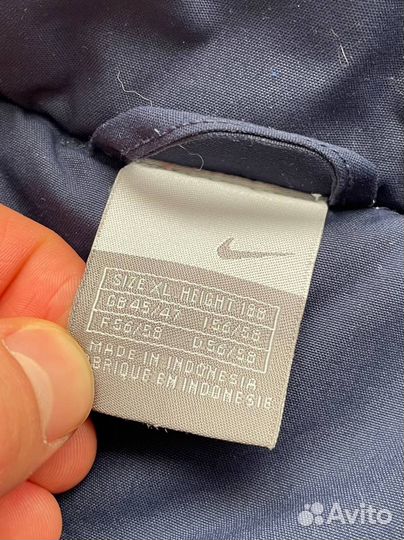 SIZE XL HEIGHT 188
GB 45/47 I 56/58
F 56/58 D 56/58
MADE IN INDONESIA
FABRIQUE EN INDONESIE
Avito